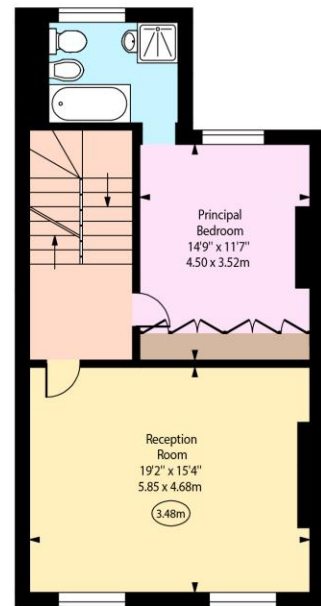 Principal
Bedroom
14'9" x 11'7"
4.50 x 3.52m
Reception
Room
19'2" x 15'4"
5.85 x 4.68m
3.48m